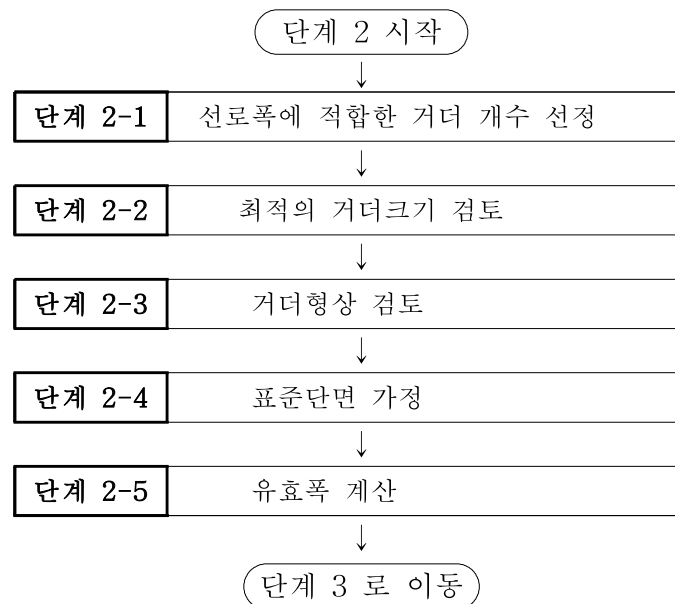 단계 2 시작
단계 2-1 선로폭에 적합한 거더 개수 선정
단계 2-2 최적의 거더크기 검토
단계 2-3 거더형상 검토
단계 2-4 표준단면 가정
단계 2-5 유효폭 계산
단계 3 로 이동